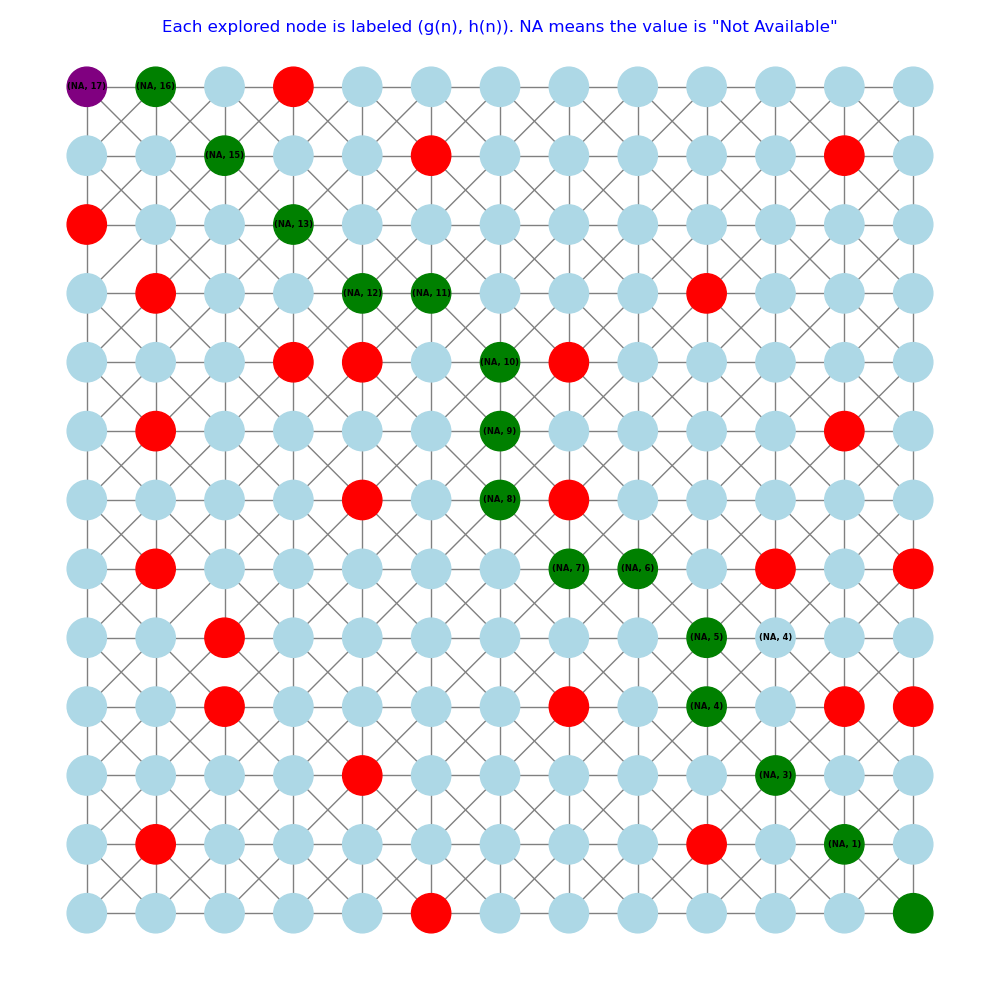 Each explored node is labeled (g(n), h(n)). NA means the value is "Not Available"
(NA, 17) (NA, 16)
(NA, 15)
(NA, 13)
(NA, 12) (NA, 11)
(NA, 10)
(NA, 9)
(NA, 8)
(NA, 7) (NA, 6)
(NA, 5) (NA, 4)
(NA, 4)
(NA, 3)
(NA, 1)